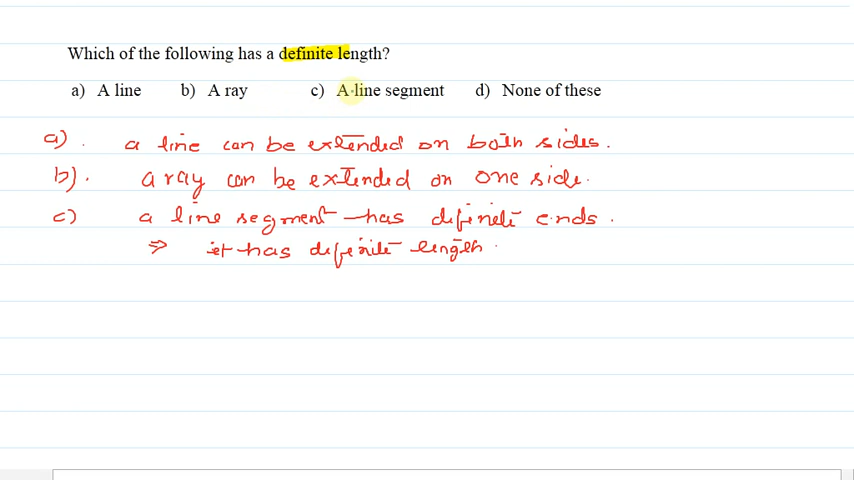 Which of the following has a definite length?
a) A line b) A ray c) A line segment d) None of these
a). a line can be extended on both sides.
b). a ray can be extended on one side.
c) a line segment has definite ends.
⇒ it has definite length.